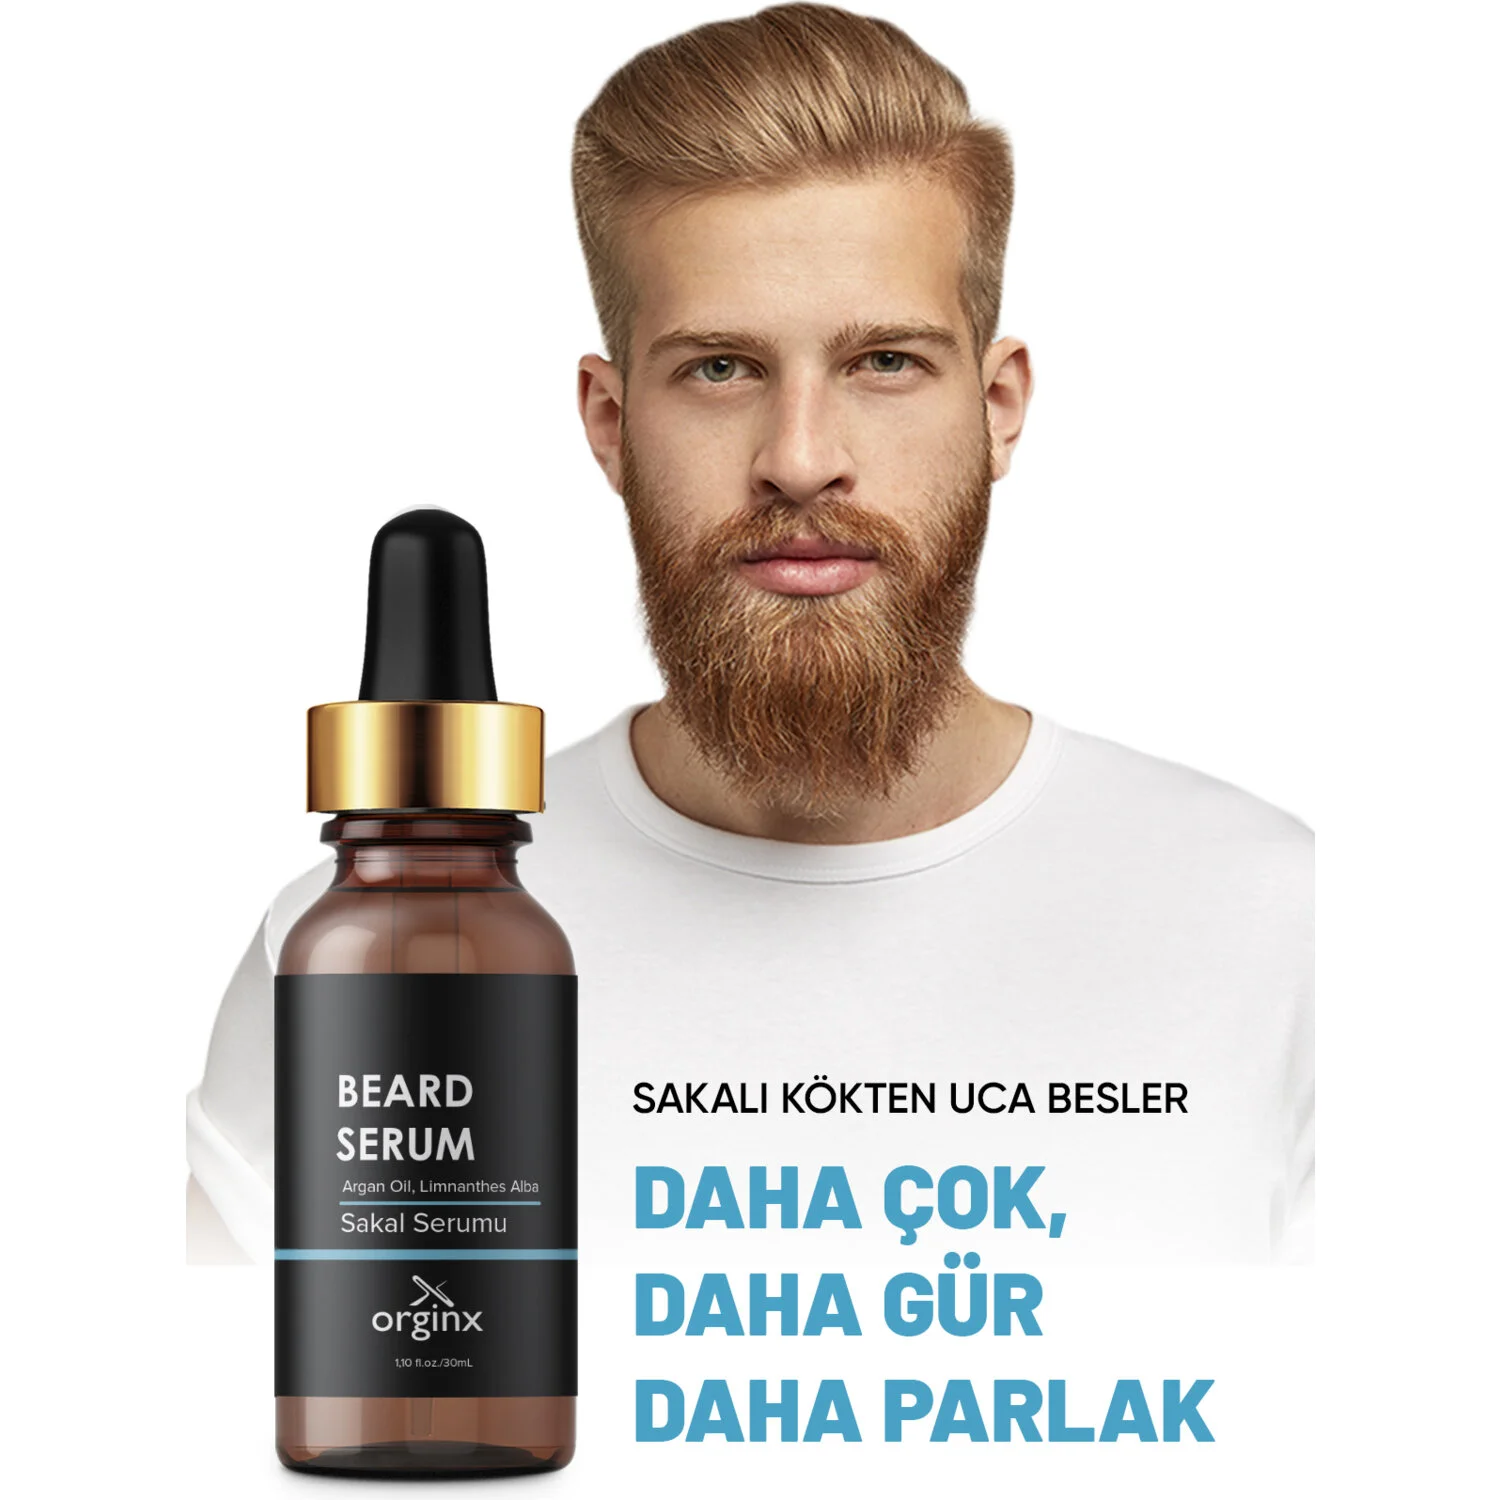 BEARD
SERUM
Argan Oil, Limnanthes Alba
Sakal Serumu
orginx
1,10 fl.oz./30mL
SAKALI KÖKTEN UCA BESLER
DAHA ÇOK,
DAHA GÜR
DAHA PARLAK